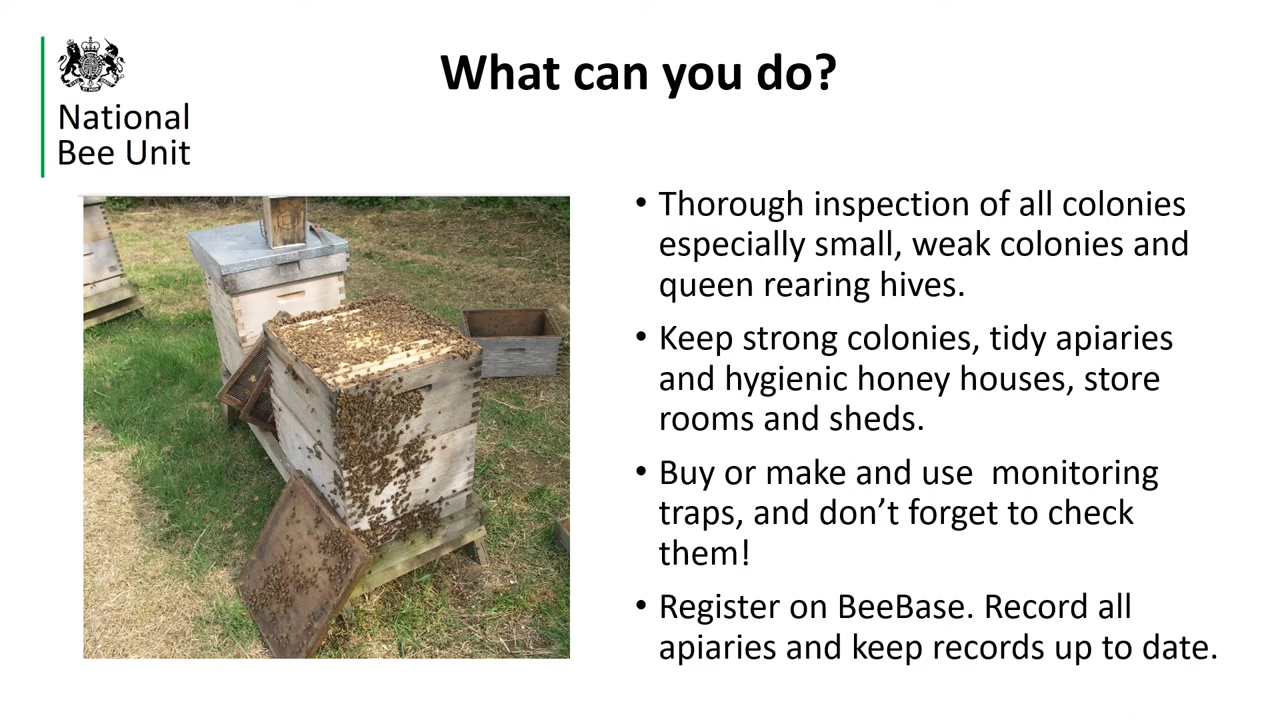 What can you do?
National
Bee Unit
• Thorough inspection of all colonies
especially small, weak colonies and
queen rearing hives.
• Keep strong colonies, tidy apiaries
and hygienic honey houses, store
rooms and sheds.
• Buy or make and use  monitoring
traps, and don’t forget to check
them!
• Register on BeeBase. Record all
apiaries and keep records up to date.